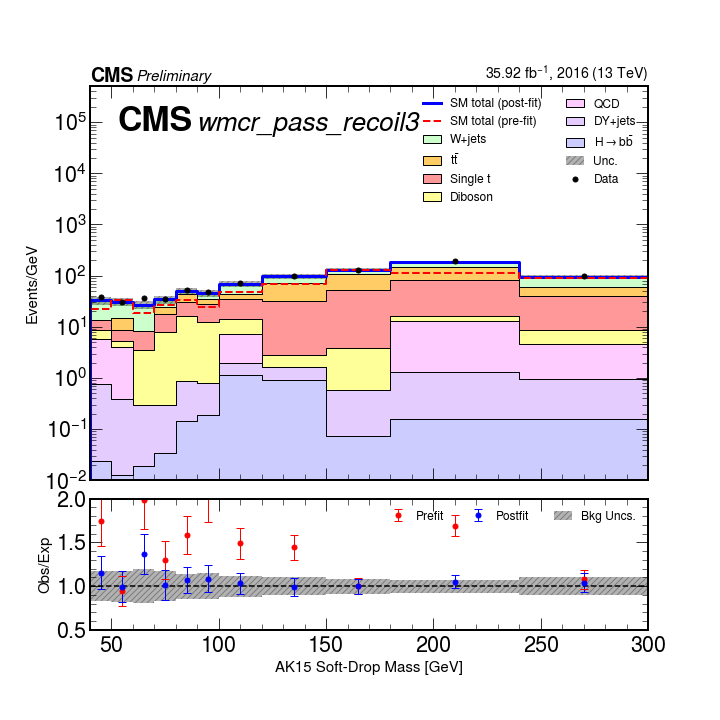 CMS Preliminary 35.92 fb⁻¹, 2016 (13 TeV)
CMS wmcr_pass_recoil3
SM total (post-fit)
SM total (pre-fit)
W+jets
tt̄
Single t
Diboson
QCD
DY+jets
H→bb̄
Unc.
Data
Events/GeV
10⁵
10⁴
10³
10²
10¹
10⁰
10⁻¹
10⁻²
Prefit Postfit Bkg Uncs.
Obs/Exp
2.0
1.5
1.0
0.5
50 100 150 200 250 300
AK15 Soft-Drop Mass [GeV]